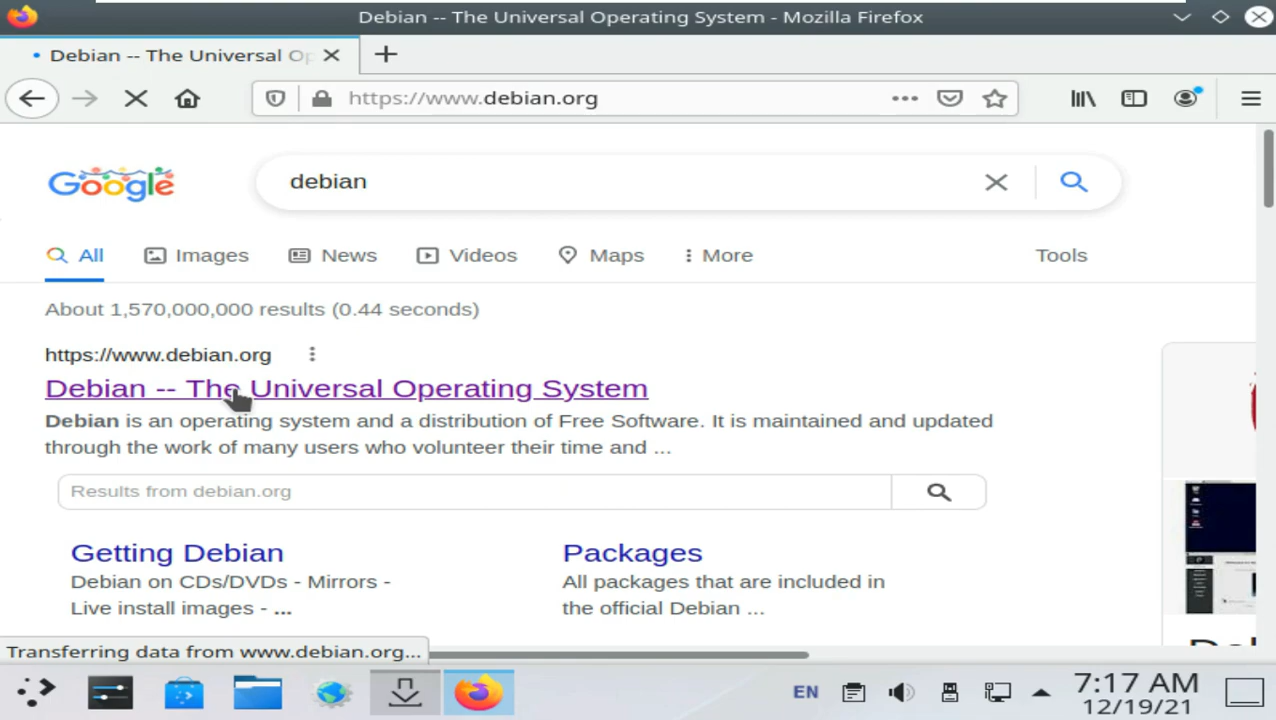 Debian -- The Universal Operating System - Mozilla Firefox
Debian -- The Universal Op
https://www.debian.org
Google
debian
All
Images
News
Videos
Maps
More
Tools
About 1,570,000,000 results (0.44 seconds)
https://www.debian.org
Debian -- The Universal Operating System
Debian is an operating system and a distribution of Free Software. It is maintained and updated
through the work of many users who volunteer their time and ...
Results from debian.org
Getting Debian
Packages
Debian on CDs/DVDs - Mirrors -
All packages that are included in
Live install images - ...
the official Debian ...
Transferring data from www.debian.org...
EN
7:17 AM
12/19/21